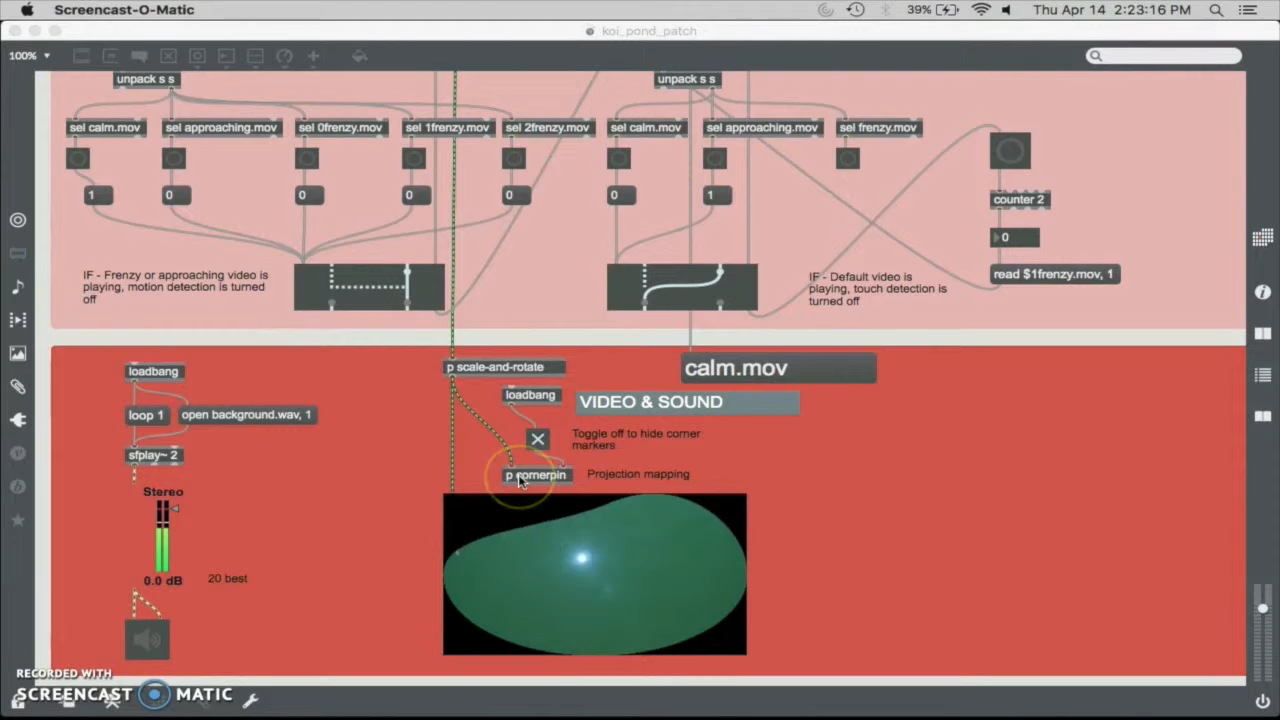 Screencast-O-Matic
39%
Thu Apr 14 2:23:16 PM
koi_pond_patch
100%
unpack s s
unpack s s
sel calm.mov
sel approaching.mov
sel 0frenzy.mov
sel 1frenzy.mov
sel 2frenzy.mov
sel calm.mov
sel approaching.mov
sel frenzy.mov
1
0
0
0
0
0
1
counter 2
0
read $1frenzy.mov, 1
IF - Frenzy or approaching video is
playing, motion detection is turned
off
IF - Default video is
playing, touch detection is
turned off
loadbang
loop 1
open background.wav, 1
sfplay~ 2
Stereo
0.0 dB
20 best
p scale-and-rotate
calm.mov
loadbang
VIDEO & SOUND
Toggle off to hide corner
markers
p cornerpin
Projection mapping
RECORDED WITH
SCREENCAST MATIC